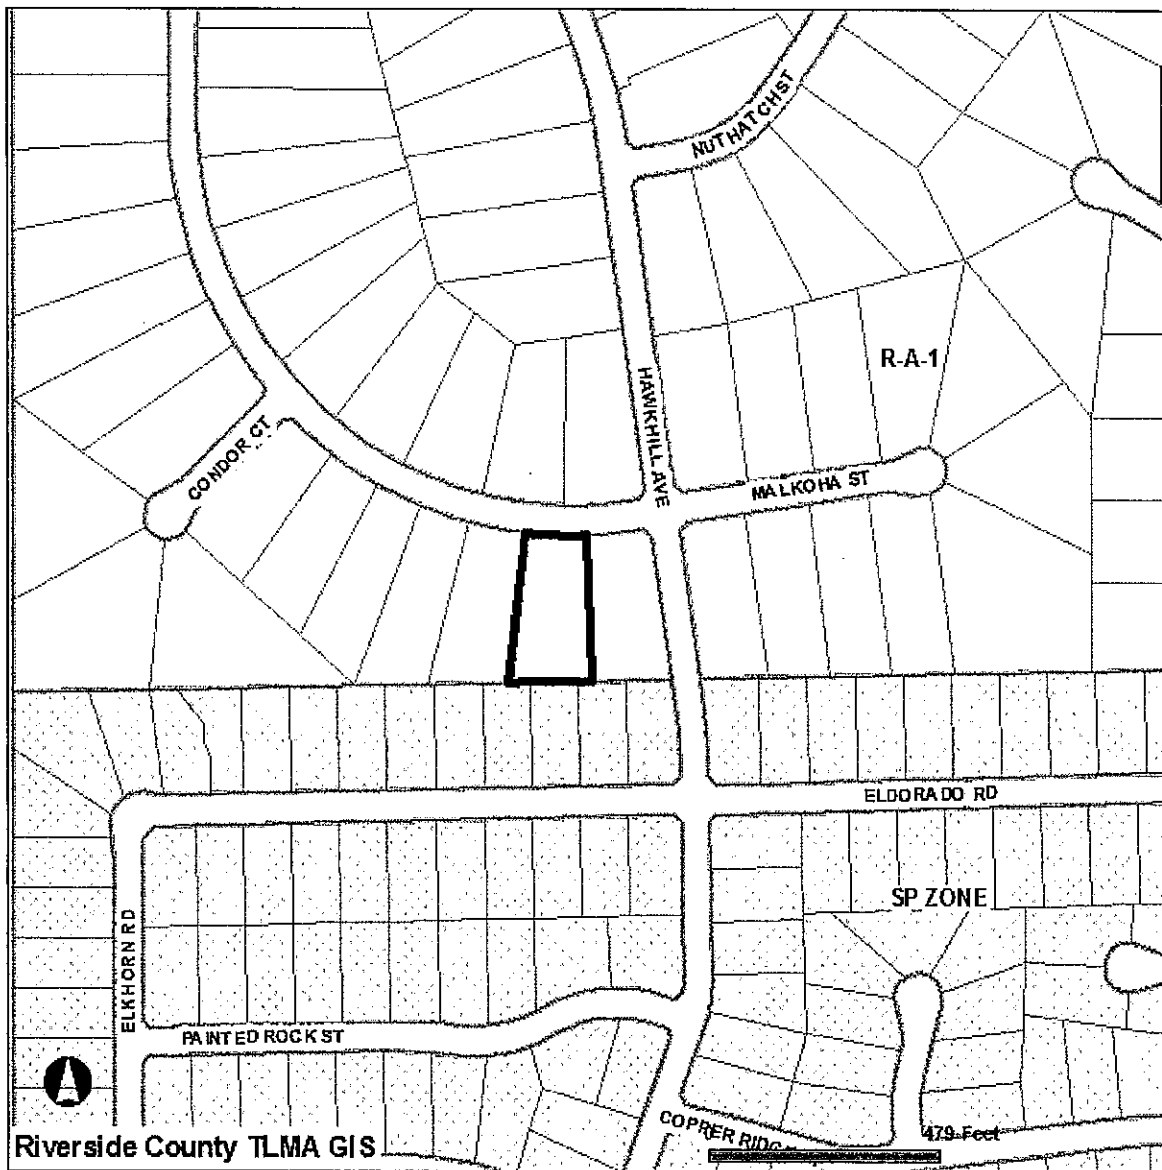 NUTHATCH ST
R-A-1
HAWKHILL AVE
CONDOR CT
MALKOHA ST
ELDORADO RD
SP ZONE
ELKHORN RD
PAINTED ROCK ST
COPPER RIDG
479 Feet
Riverside County TLMA GIS